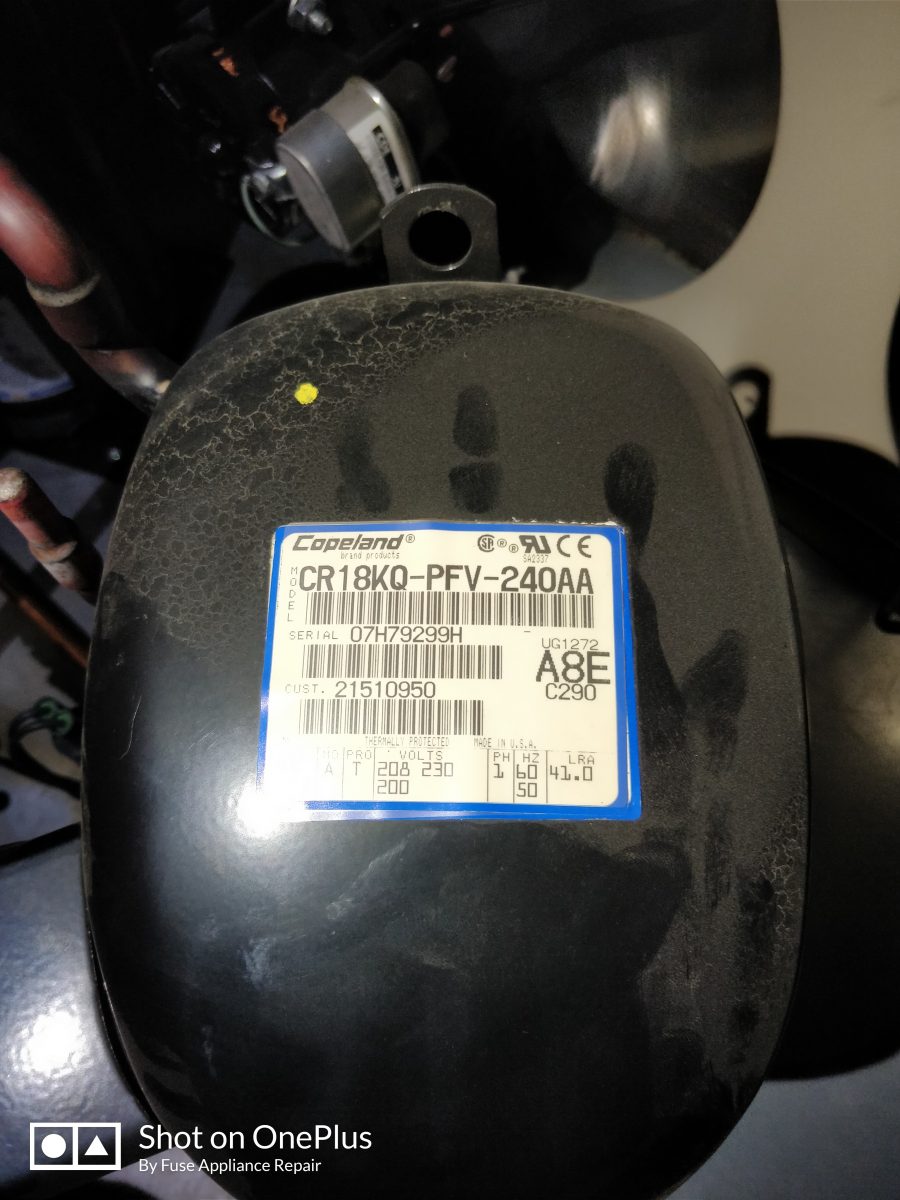 Copeland®
brand products
SA ® ® RU CE
SA2337
MODEL
CR18KQ-PFV-240AA
SERIAL 07H79299H
UG1272
A8E
C290
CUST. 21510950
THERMALLY PROTECTED MADE IN U.S.A.
PRO VOLTS PH HZ LRA
A T 208 230 1 60 41.0
200 50
Shot on OnePlus
By Fuse Appliance Repair